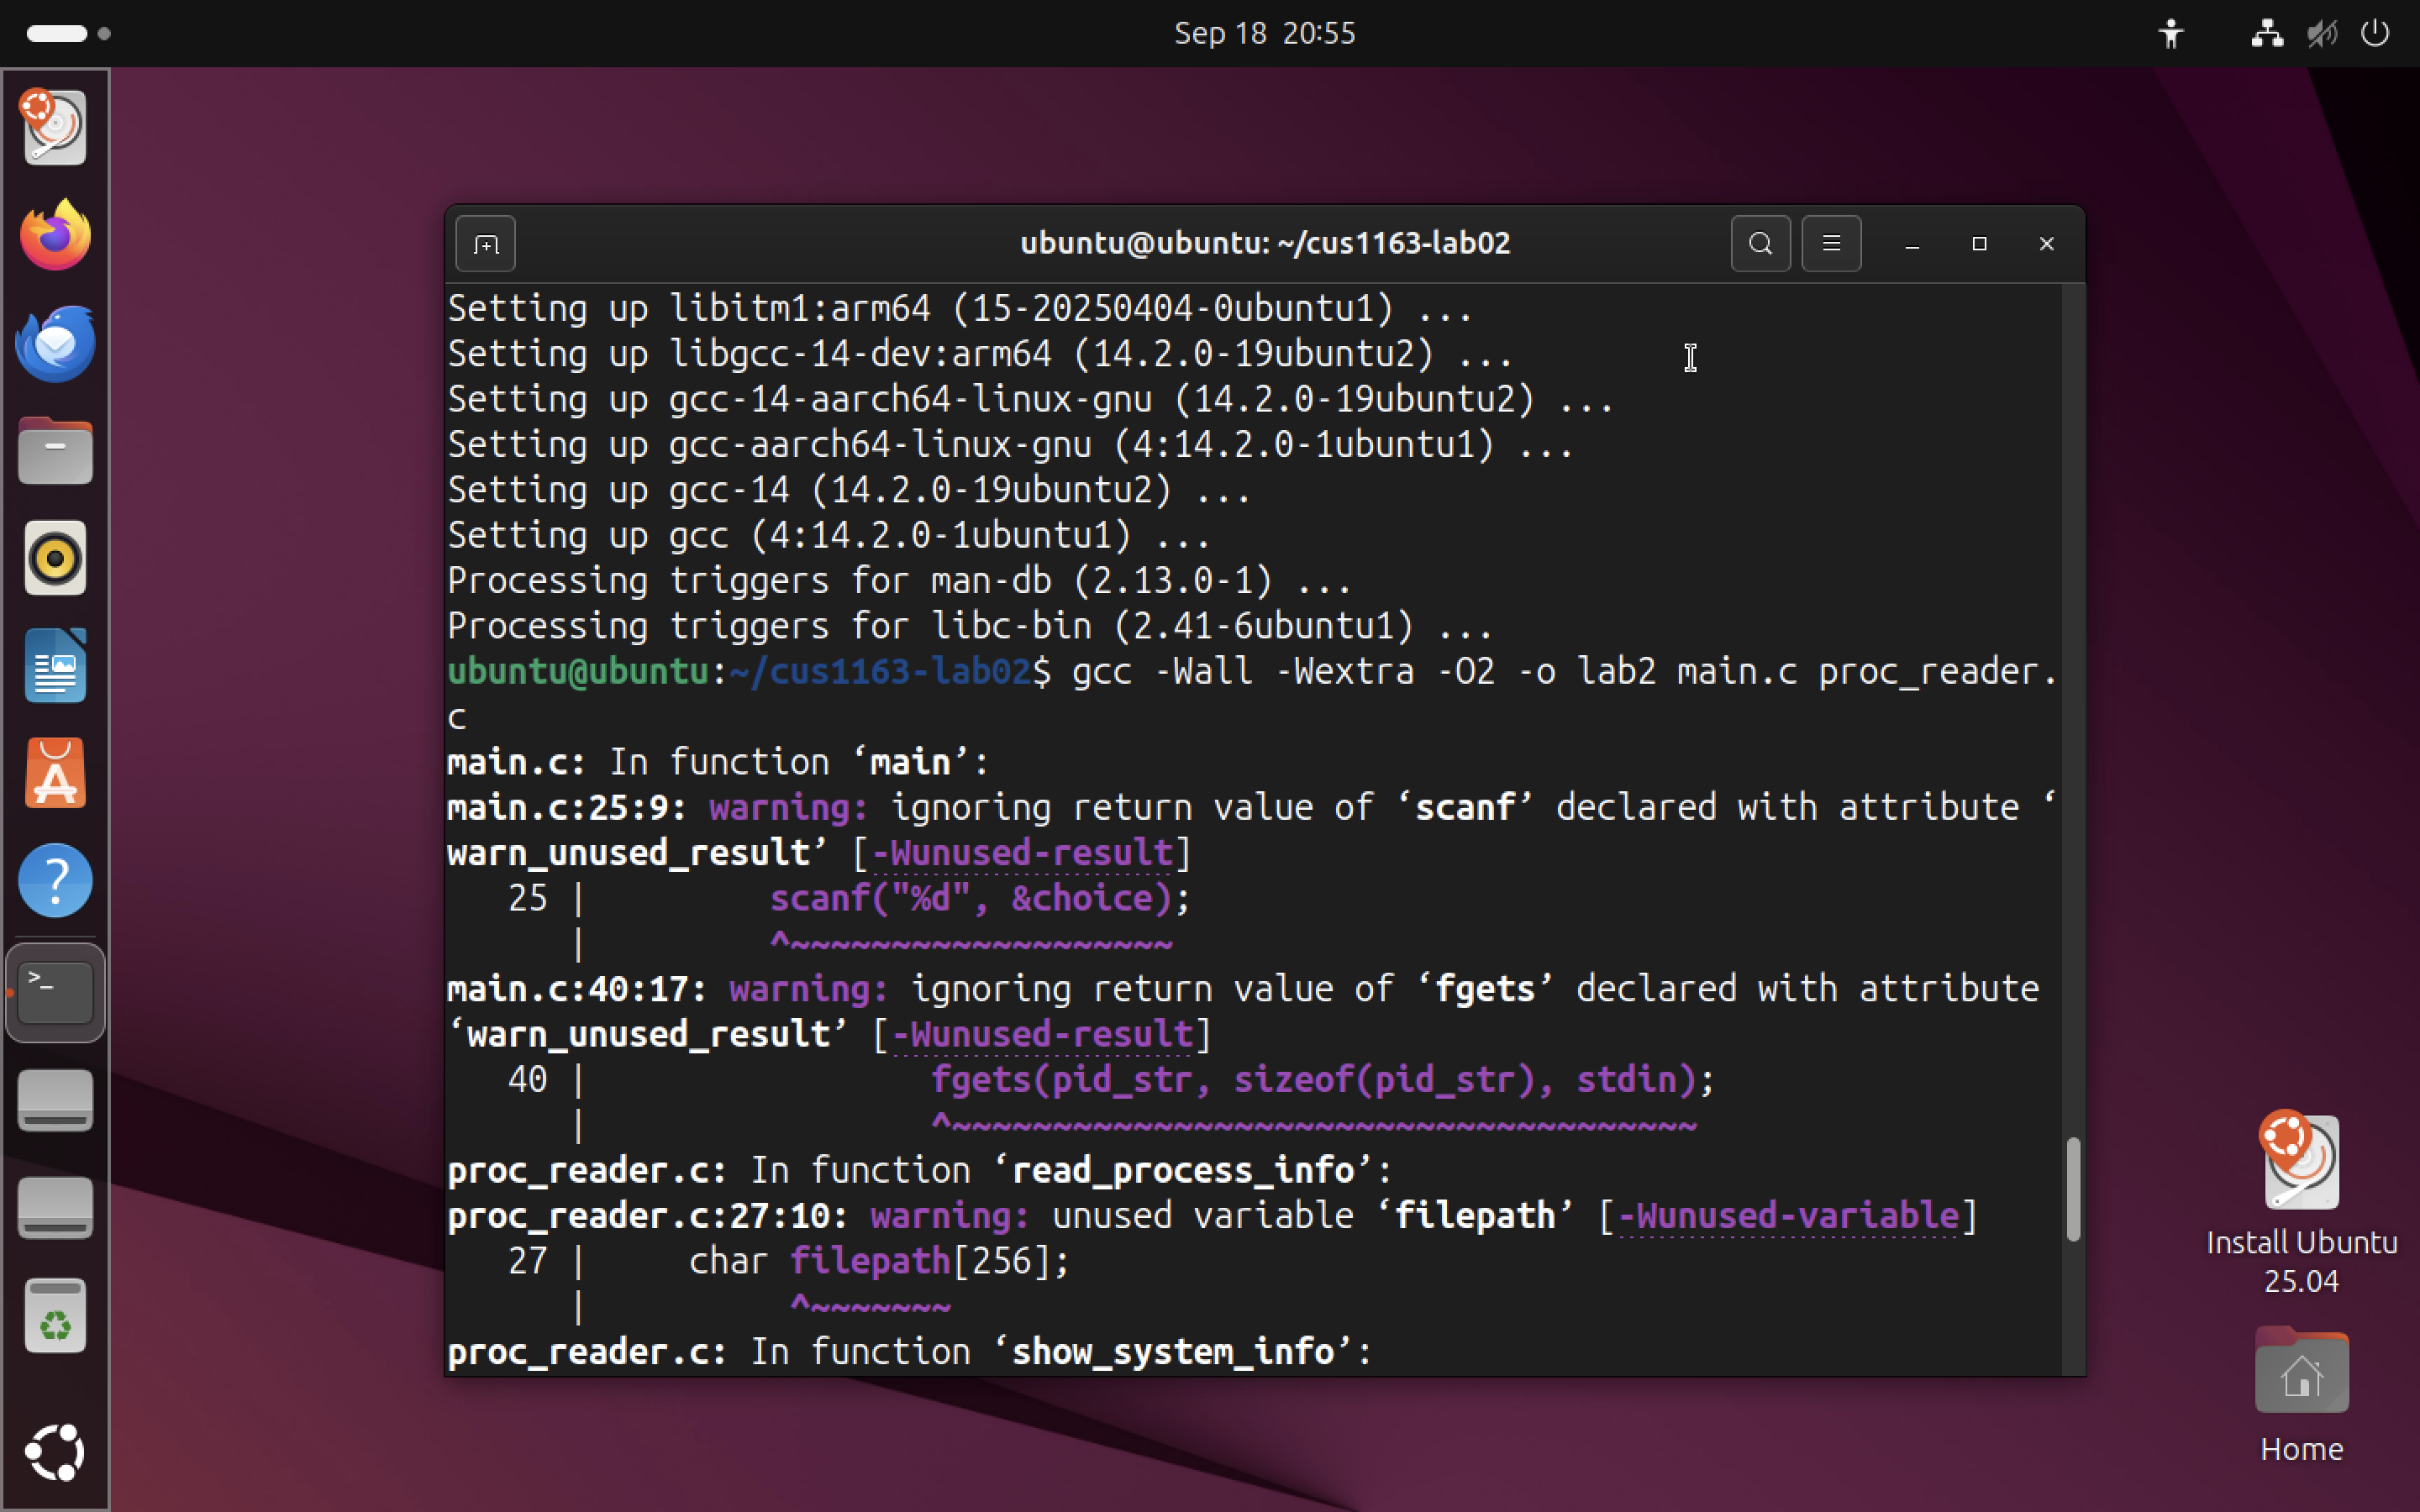 Sep 18 20:55
ubuntu@ubuntu: ~/cus1163-lab02
Setting up libitm1:arm64 (15-20250404-0ubuntu1) ...
Setting up libgcc-14-dev:arm64 (14.2.0-19ubuntu2) ...
Setting up gcc-14-aarch64-linux-gnu (14.2.0-19ubuntu2) ...
Setting up gcc-aarch64-linux-gnu (4:14.2.0-1ubuntu1) ...
Setting up gcc-14 (14.2.0-19ubuntu2) ...
Setting up gcc (4:14.2.0-1ubuntu1) ...
Processing triggers for man-db (2.13.0-1) ...
Processing triggers for libc-bin (2.41-6ubuntu1) ...
ubuntu@ubuntu:~/cus1163-lab02$ gcc -Wall -Wextra -O2 -o lab2 main.c proc_reader.
c
main.c: In function ‘main’:
main.c:25:9: warning: ignoring return value of ‘scanf’ declared with attribute ‘
warn_unused_result’ [-Wunused-result]
   25 |         scanf("%d", &choice);
      |         ^~~~~~~~~~~~~~~~~~~~
main.c:40:17: warning: ignoring return value of ‘fgets’ declared with attribute
‘warn_unused_result’ [-Wunused-result]
   40 |                 fgets(pid_str, sizeof(pid_str), stdin);
      |                 ^~~~~~~~~~~~~~~~~~~~~~~~~~~~~~~~~~~~~~
proc_reader.c: In function ‘read_process_info’:
proc_reader.c:27:10: warning: unused variable ‘filepath’ [-Wunused-variable]
   27 |     char filepath[256];
      |          ^~~~~~~~
proc_reader.c: In function ‘show_system_info’:
Install Ubuntu
25.04
Home